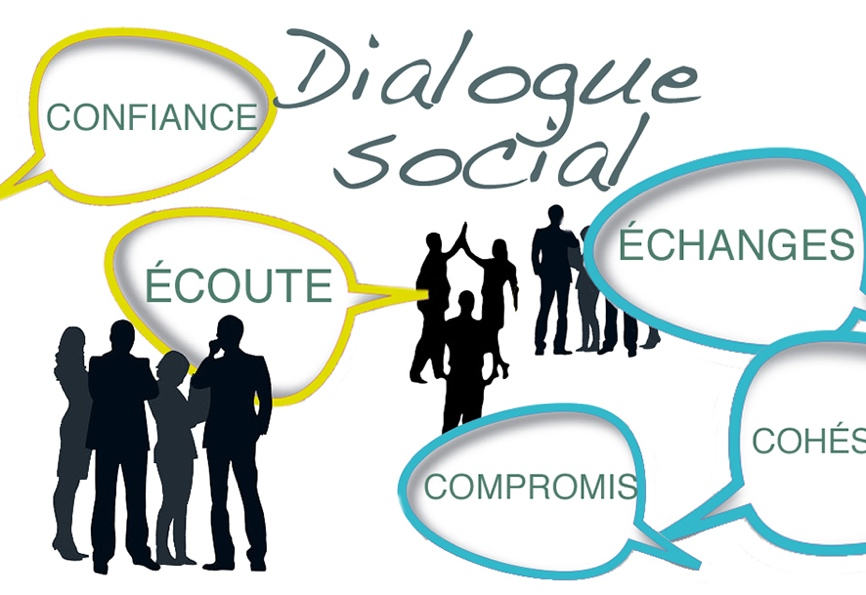 Dialogue
social
CONFIANCE
ÉCOUTE
ÉCHANGES
COMPROMIS
COHÉS